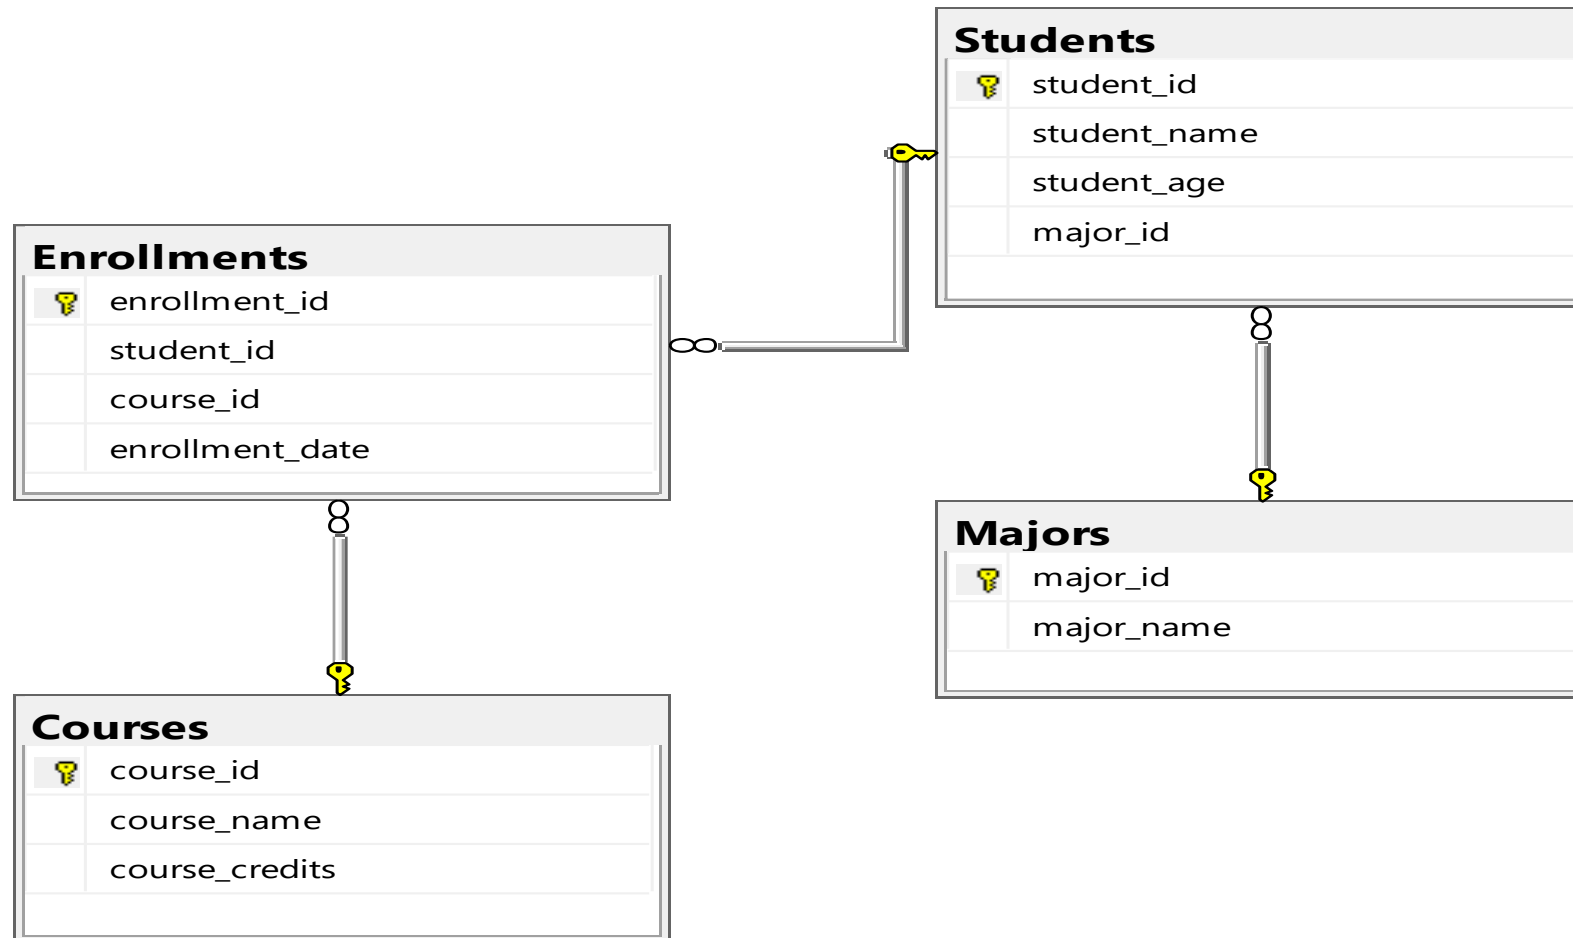 Students
student_id
student_name
student_age
major_id
Enrollments
enrollment_id
student_id
course_id
enrollment_date
Majors
major_id
major_name
Courses
course_id
course_name
course_credits